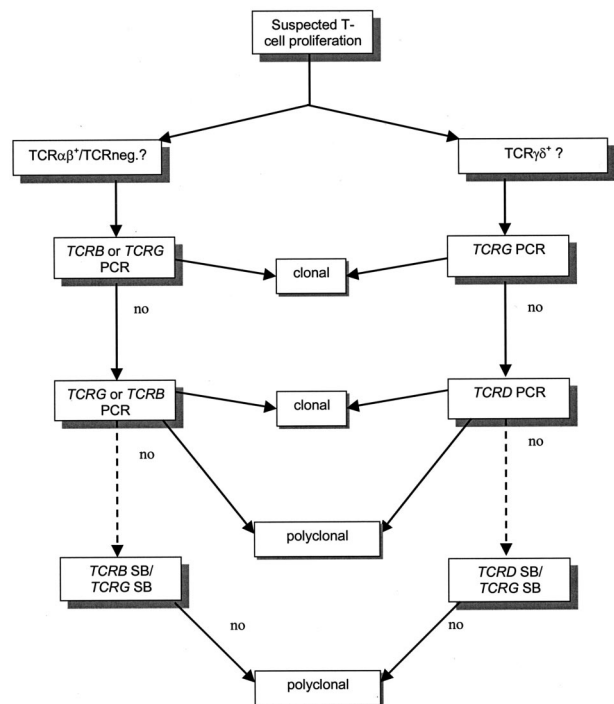 Suspected T-
cell proliferation
TCRαβ⁺/TCRneg.?
TCRγδ⁺ ?
TCRB or TCRG
PCR
clonal
TCRG PCR
no
no
TCRG or TCRB
PCR
clonal
TCRD PCR
no
no
polyclonal
TCRB SB/
TCRG SB
TCRD SB/
TCRG SB
no
no
polyclonal